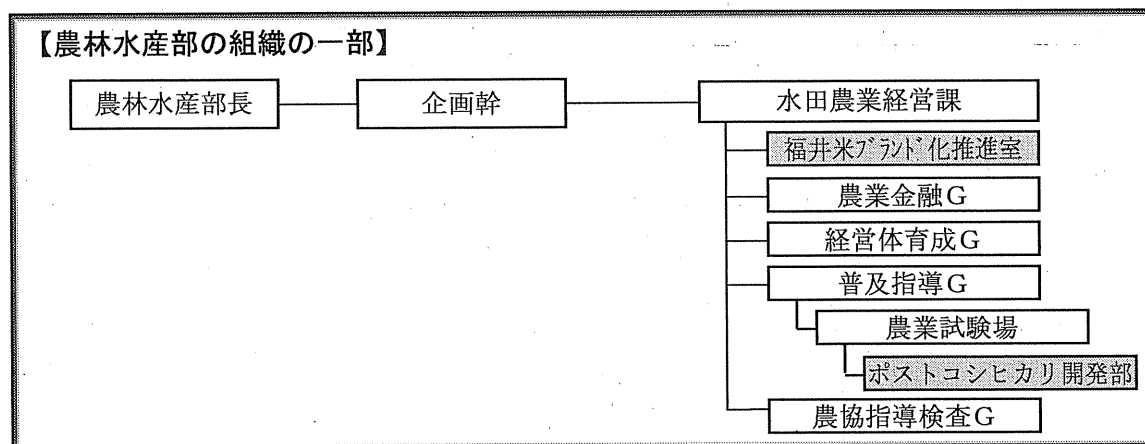 【農林水産部の組織の一部】
農林水産部長 企画幹 水田農業経営課
福井米ブランド化推進室
農業金融G
経営体育成G
普及指導G
農業試験場
ポストコシヒカリ開発部
農協指導検査G